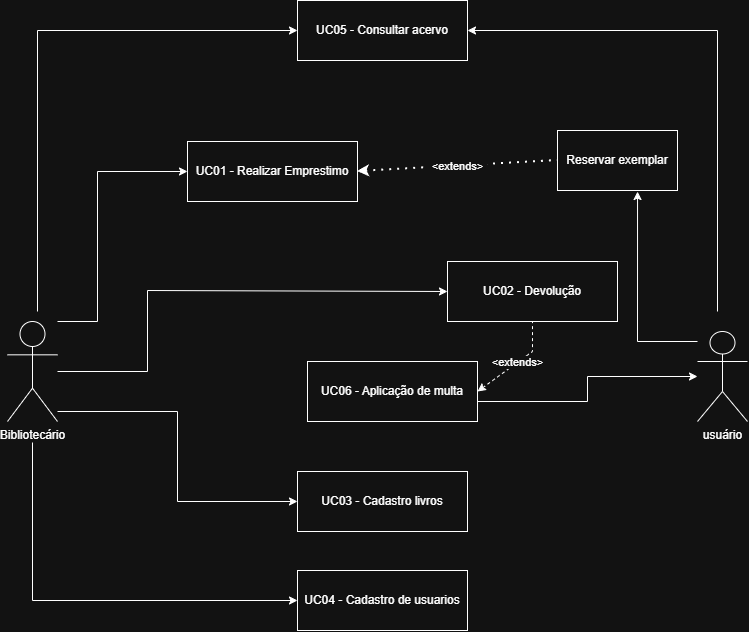 UC05 - Consultar acervo
UC01 - Realizar Emprestimo
<extends>
Reservar exemplar
UC02 - Devolução
<extends>
UC06 - Aplicação de multa
Bibliotecário
usuário
UC03 - Cadastro livros
UC04 - Cadastro de usuarios